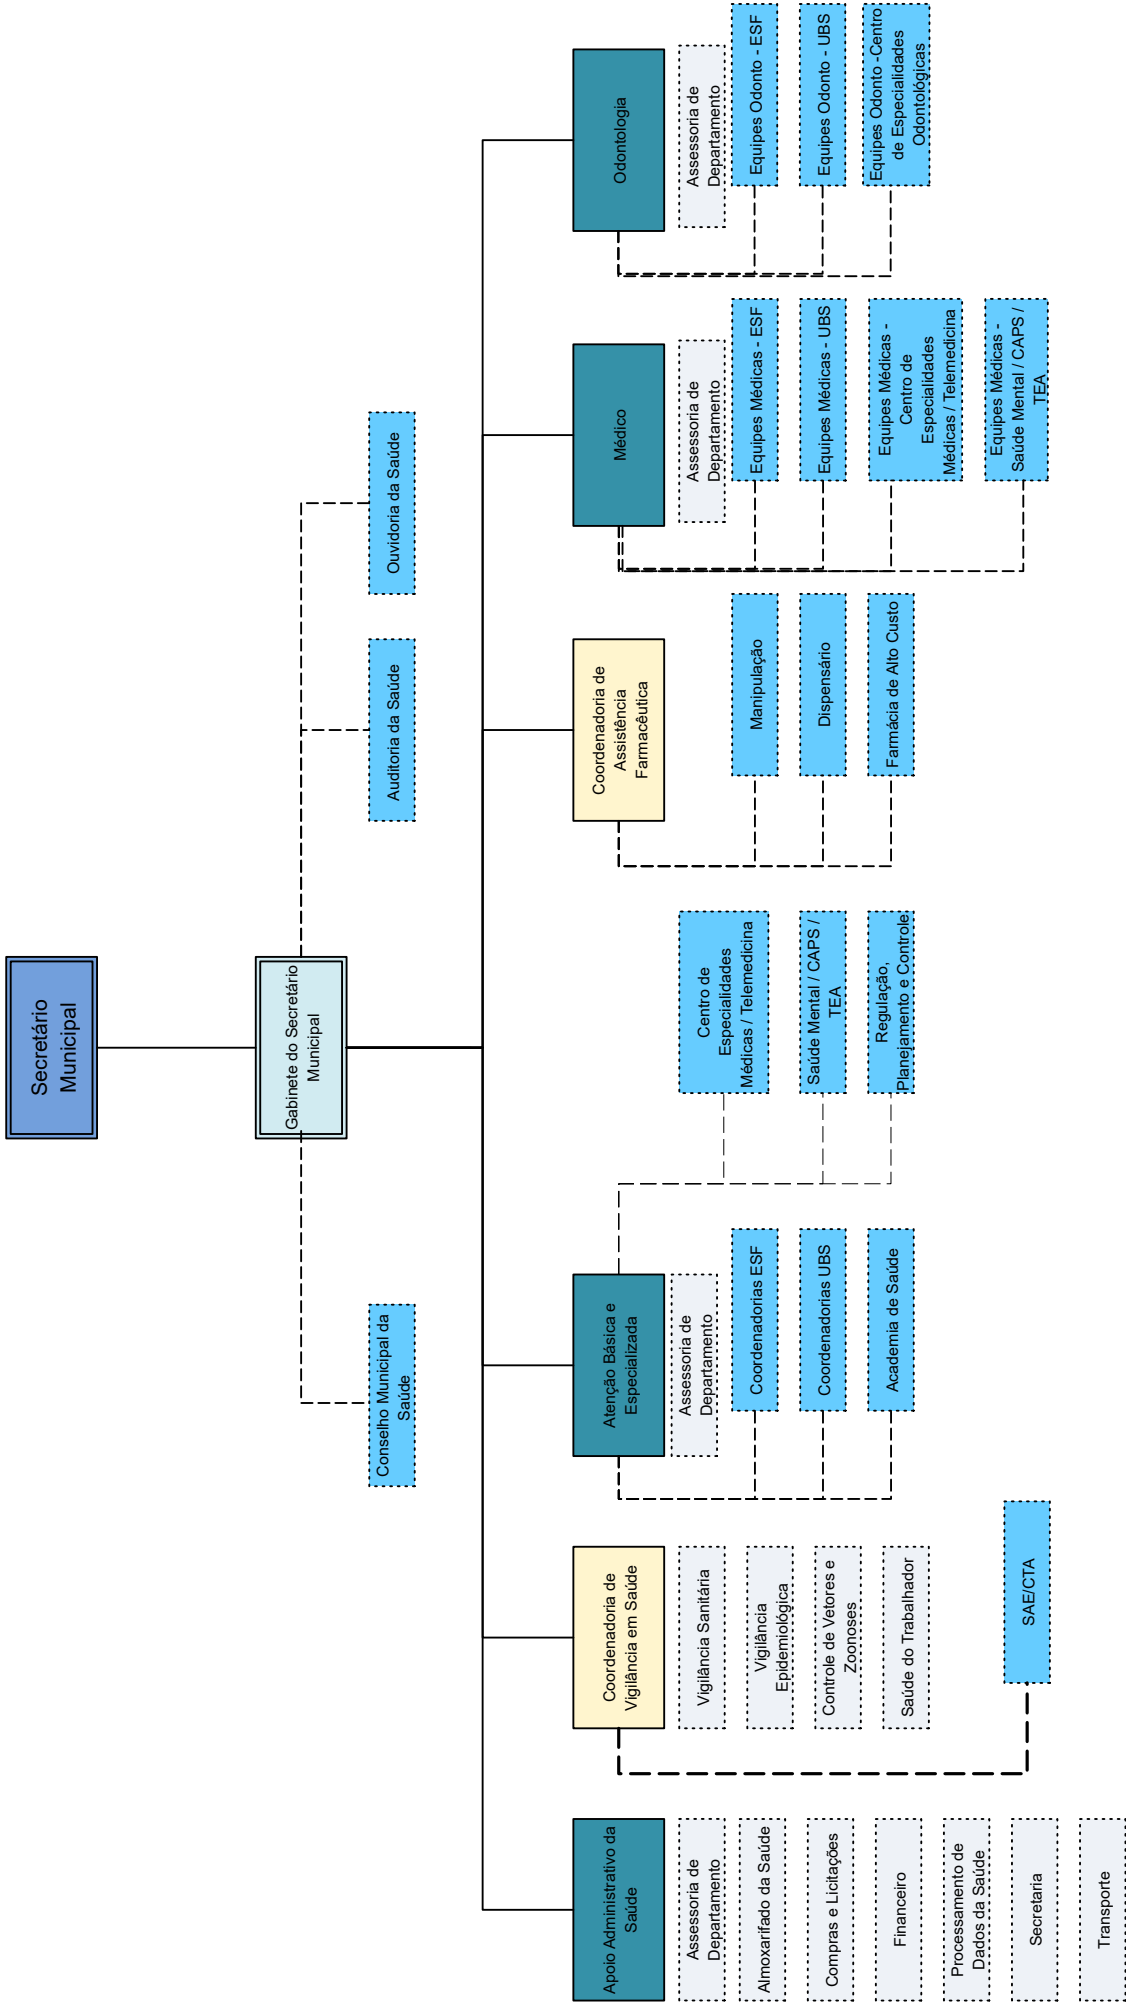 Secretário
Municipal
Gabinete do Secretário
Municipal
Conselho Municipal da
Saúde
Auditoria da Saúde
Ouvidoria da Saúde
Apoio Administrativo da
Saúde
Assessoria de
Departamento
Almoxarifado da Saúde
Compras e Licitações
Financeiro
Processamento de
Dados da Saúde
Secretaria
Transporte
Coordenadoria de
Vigilância em Saúde
Vigilância Sanitária
Vigilância
Epidemiológica
Controle de Vetores e
Zoonoses
Saúde do Trabalhador
SAE/CTA
Atenção Básica e
Especializada
Assessoria de
Departamento
Coordenadorias ESF
Coordenadorias UBS
Academia de Saúde
Centro de
Especialidades
Médicas / Telemedicina
Saúde Mental / CAPS /
TEA
Regulação,
Planejamento e Controle
Coordenadoria de
Assistência
Farmacêutica
Manipulação
Dispensário
Farmácia de Alto Custo
Médico
Assessoria de
Departamento
Equipes Médicas - ESF
Equipes Médicas - UBS
Equipes Médicas -
Centro de
Especialidades
Médicas / Telemedicina
Equipes Médicas -
Saúde Mental / CAPS /
TEA
Odontologia
Assessoria de
Departamento
Equipes Odonto - ESF
Equipes Odonto - UBS
Equipes Odonto -Centro
de Especialidades
Odontológicas